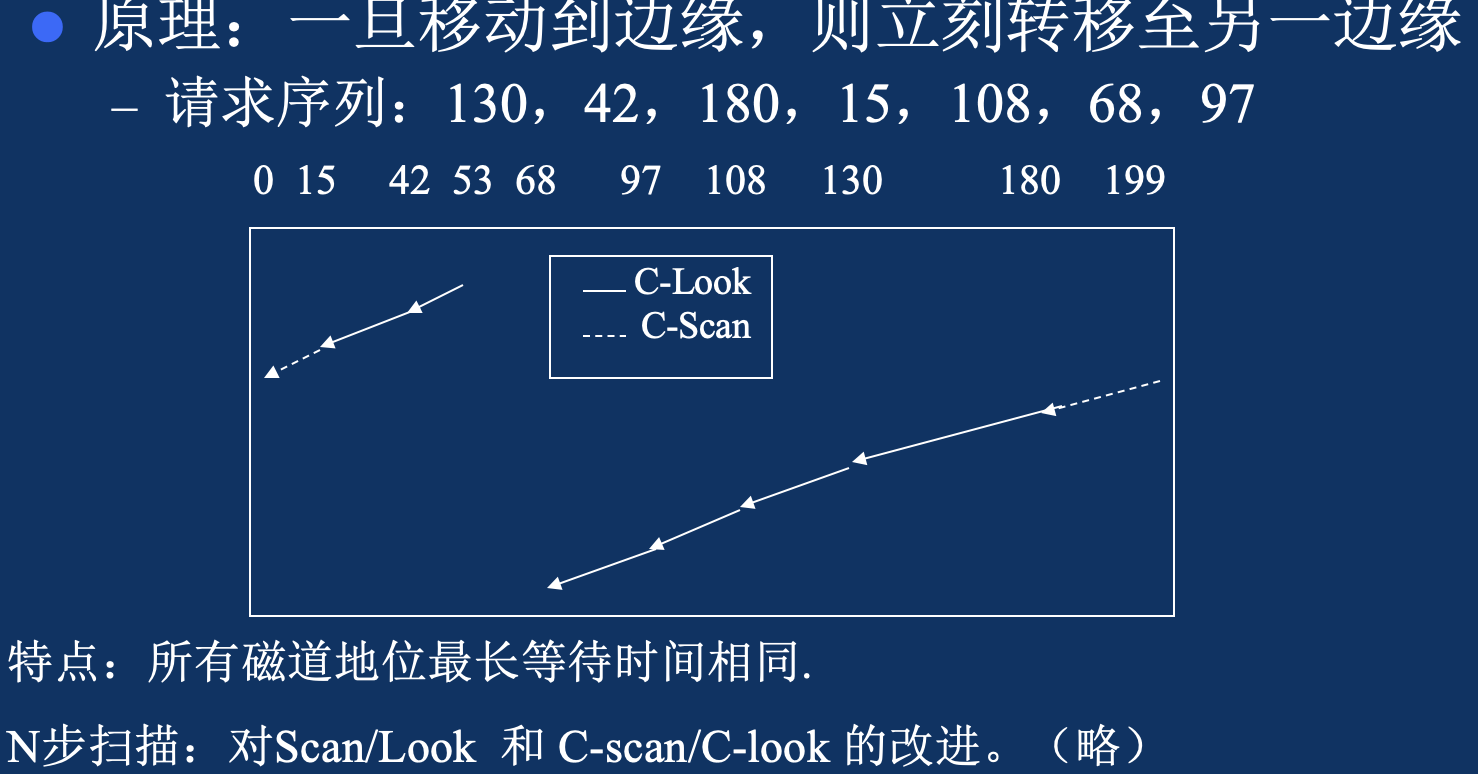 原理： 一旦移动到边缘，则立刻转移至另一边缘
– 请求序列：130，42，180，15，108，68，97
0 15 42 53 68 97 108 130 180 199
C-Look
C-Scan
特点：所有磁道地位最长等待时间相同.
N步扫描：对Scan/Look 和 C-scan/C-look 的改进。（略）